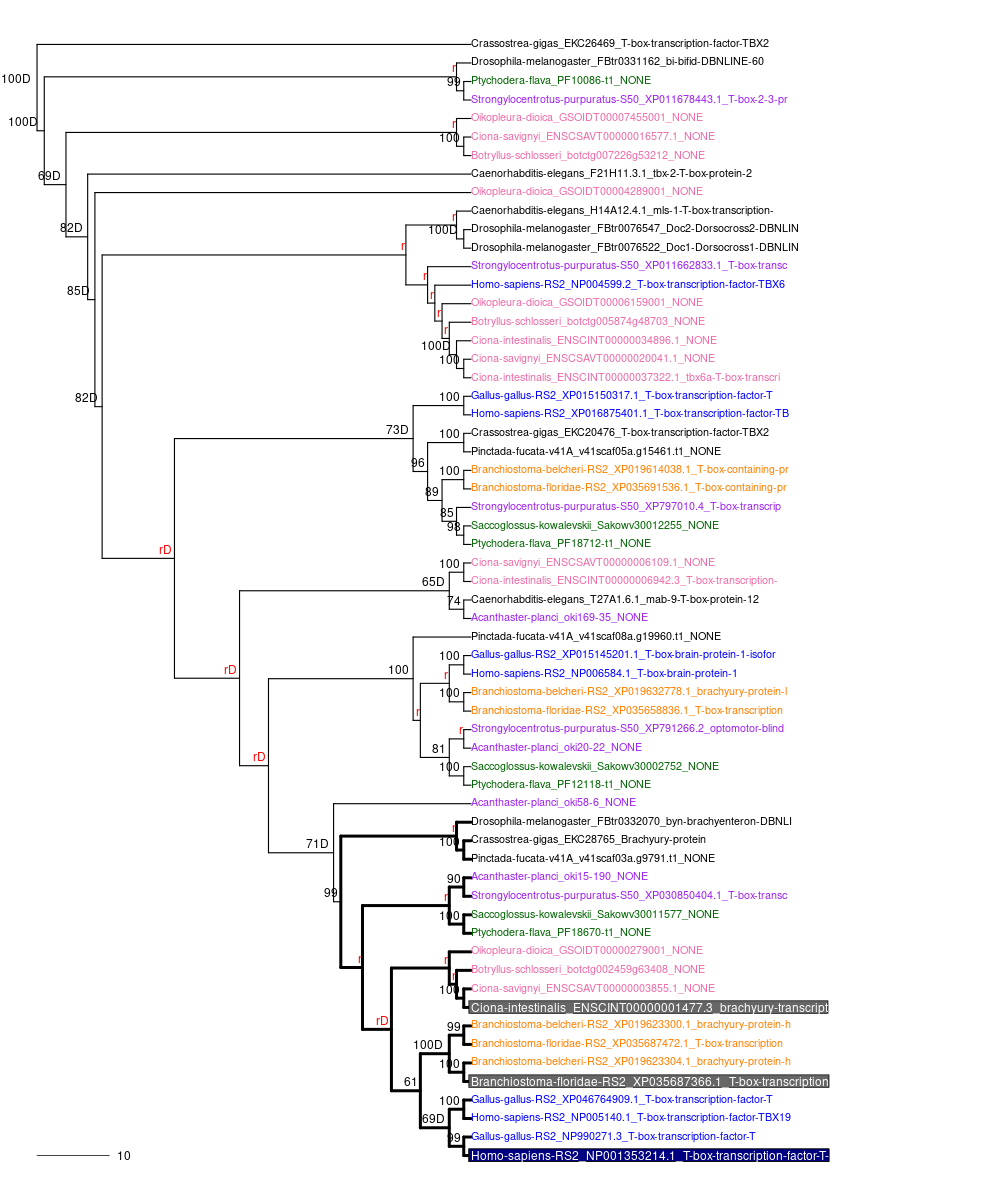 Crassostrea-gigas_EKC26469_T-box-transcription-factor-TBX2
Drosophila-melanogaster_FBtr0331162_bi-bifid-DBNLINE-60
r
100D
99
Ptychodera-flava_PF10086-t1_NONE
Strongylocentrotus-purpuratus-S50_XP011678443.1_T-box-2-3-pr
Oikopleura-dioica_GSOIDT00007455001_NONE
100D
r
Ciona-savignyi_ENSCSAVT00000016577.1_NONE
100
Botryllus-schlosseri_botctg007226g53212_NONE
Caenorhabditis-elegans_F21H11.3.1_tbx-2-T-box-protein-2
69D
Oikopleura-dioica_GSOIDT00004289001_NONE
Caenorhabditis-elegans_H14A12.4.1_mls-1-T-box-transcription-
r
82D
100D
Drosophila-melanogaster_FBtr0076547_Doc2-Dorsocross2-DBNLIN
Drosophila-melanogaster_FBtr0076522_Doc1-Dorsocross1-DBNLIN
r
Strongylocentrotus-purpuratus-S50_XP011662833.1_T-box-transc
r
Homo-sapiens-RS2_NP004599.2_T-box-transcription-factor-TBX6
85D
r
Oikopleura-dioica_GSOIDT00006159001_NONE
r
Botryllus-schlosseri_botctg005874g48703_NONE
r
Ciona-intestinalis_ENSCINT00000034896.1_NONE
100D
Ciona-savignyi_ENSCSAVT00000020041.1_NONE
100
Ciona-intestinalis_ENSCINT00000037322.1_tbx6a-T-box-transcri
82D
100
Gallus-gallus-RS2_XP015150317.1_T-box-transcription-factor-T
Homo-sapiens-RS2_XP016875401.1_T-box-transcription-factor-TB
73D
100
Crassostrea-gigas_EKC20476_T-box-transcription-factor-TBX2
Pinctada-fucata-v41A_v41scaf05a.g15461.t1_NONE
96
100
Branchiostoma-belcheri-RS2_XP019614038.1_T-box-containing-pr
Branchiostoma-floridae-RS2_XP035691536.1_T-box-containing-pr
89
Strongylocentrotus-purpuratus-S50_XP797010.4_T-box-transcrip
85
98
Saccoglossus-kowalevskii_Sakowv30012255_NONE
Ptychodera-flava_PF18712-t1_NONE
rD
100
Ciona-savignyi_ENSCSAVT00000006109.1_NONE
65D
Ciona-intestinalis_ENSCINT00000006942.3_T-box-transcription-
74
Caenorhabditis-elegans_T27A1.6.1_mab-9-T-box-protein-12
Acanthaster-planci_oki169-35_NONE
Pinctada-fucata-v41A_v41scaf08a.g19960.t1_NONE
100
Gallus-gallus-RS2_XP015145201.1_T-box-brain-protein-1-isofor
rD
100
r
Homo-sapiens-RS2_NP006584.1_T-box-brain-protein-1
100
Branchiostoma-belcheri-RS2_XP019632778.1_brachyury-protein-l
r
Branchiostoma-floridae-RS2_XP035658836.1_T-box-transcription
r
Strongylocentrotus-purpuratus-S50_XP791266.2_optomotor-blind
81
Acanthaster-planci_oki20-22_NONE
rD
100
Saccoglossus-kowalevskii_Sakowv30002752_NONE
Ptychodera-flava_PF12118-t1_NONE
Acanthaster-planci_oki58-6_NONE
Drosophila-melanogaster_FBtr0332070_byn-brachyenteron-DBNLI
r
71D
100
Crassostrea-gigas_EKC28765_Brachyury-protein
Pinctada-fucata-v41A_v41scaf03a.g9791.t1_NONE
90
Acanthaster-planci_oki15-190_NONE
99
r
Strongylocentrotus-purpuratus-S50_XP030850404.1_T-box-transc
100
Saccoglossus-kowalevskii_Sakowv30011577_NONE
Ptychodera-flava_PF18670-t1_NONE
Oikopleura-dioica_GSOIDT00000279001_NONE
r
r
Botryllus-schlosseri_botctg002459g63408_NONE
r
100
Ciona-savignyi_ENSCSAVT00000003855.1_NONE
Ciona-intestinalis_ENSCINT00000001477.3_brachyury-transcript
rD
99
Branchiostoma-belcheri-RS2_XP019623300.1_brachyury-protein-h
100D
Branchiostoma-floridae-RS2_XP035687472.1_T-box-transcription
100
Branchiostoma-belcheri-RS2_XP019623304.1_brachyury-protein-h
61
Branchiostoma-floridae-RS2_XP035687366.1_T-box-transcription
100
Gallus-gallus-RS2_XP046764909.1_T-box-transcription-factor-T
69D
Homo-sapiens-RS2_NP005140.1_T-box-transcription-factor-TBX19
99
Gallus-gallus-RS2_NP990271.3_T-box-transcription-factor-T
Homo-sapiens-RS2_NP001353214.1_T-box-transcription-factor-T-
10